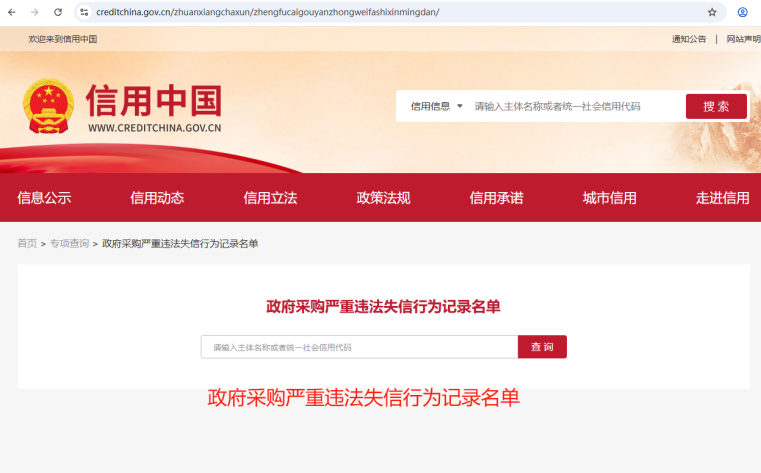 creditchina.gov.cn/zhuanxiangchaxun/zhengfucaigouyanzhongweifashixinmingdan/
欢迎来到信用中国
通知公告 | 网站声明
信用中国
WWW.CREDITCHINA.GOV.CN
信用信息 请输入主体名称或者统一社会信用代码 搜索
信息公示 信用动态 信用立法 政策法规 信用承诺 城市信用 走进信用
首页 > 专项查询 > 政府采购严重违法失信行为记录名单
政府采购严重违法失信行为记录名单
请输入主体名称或者统一社会信用代码 查询
政府采购严重违法失信行为记录名单